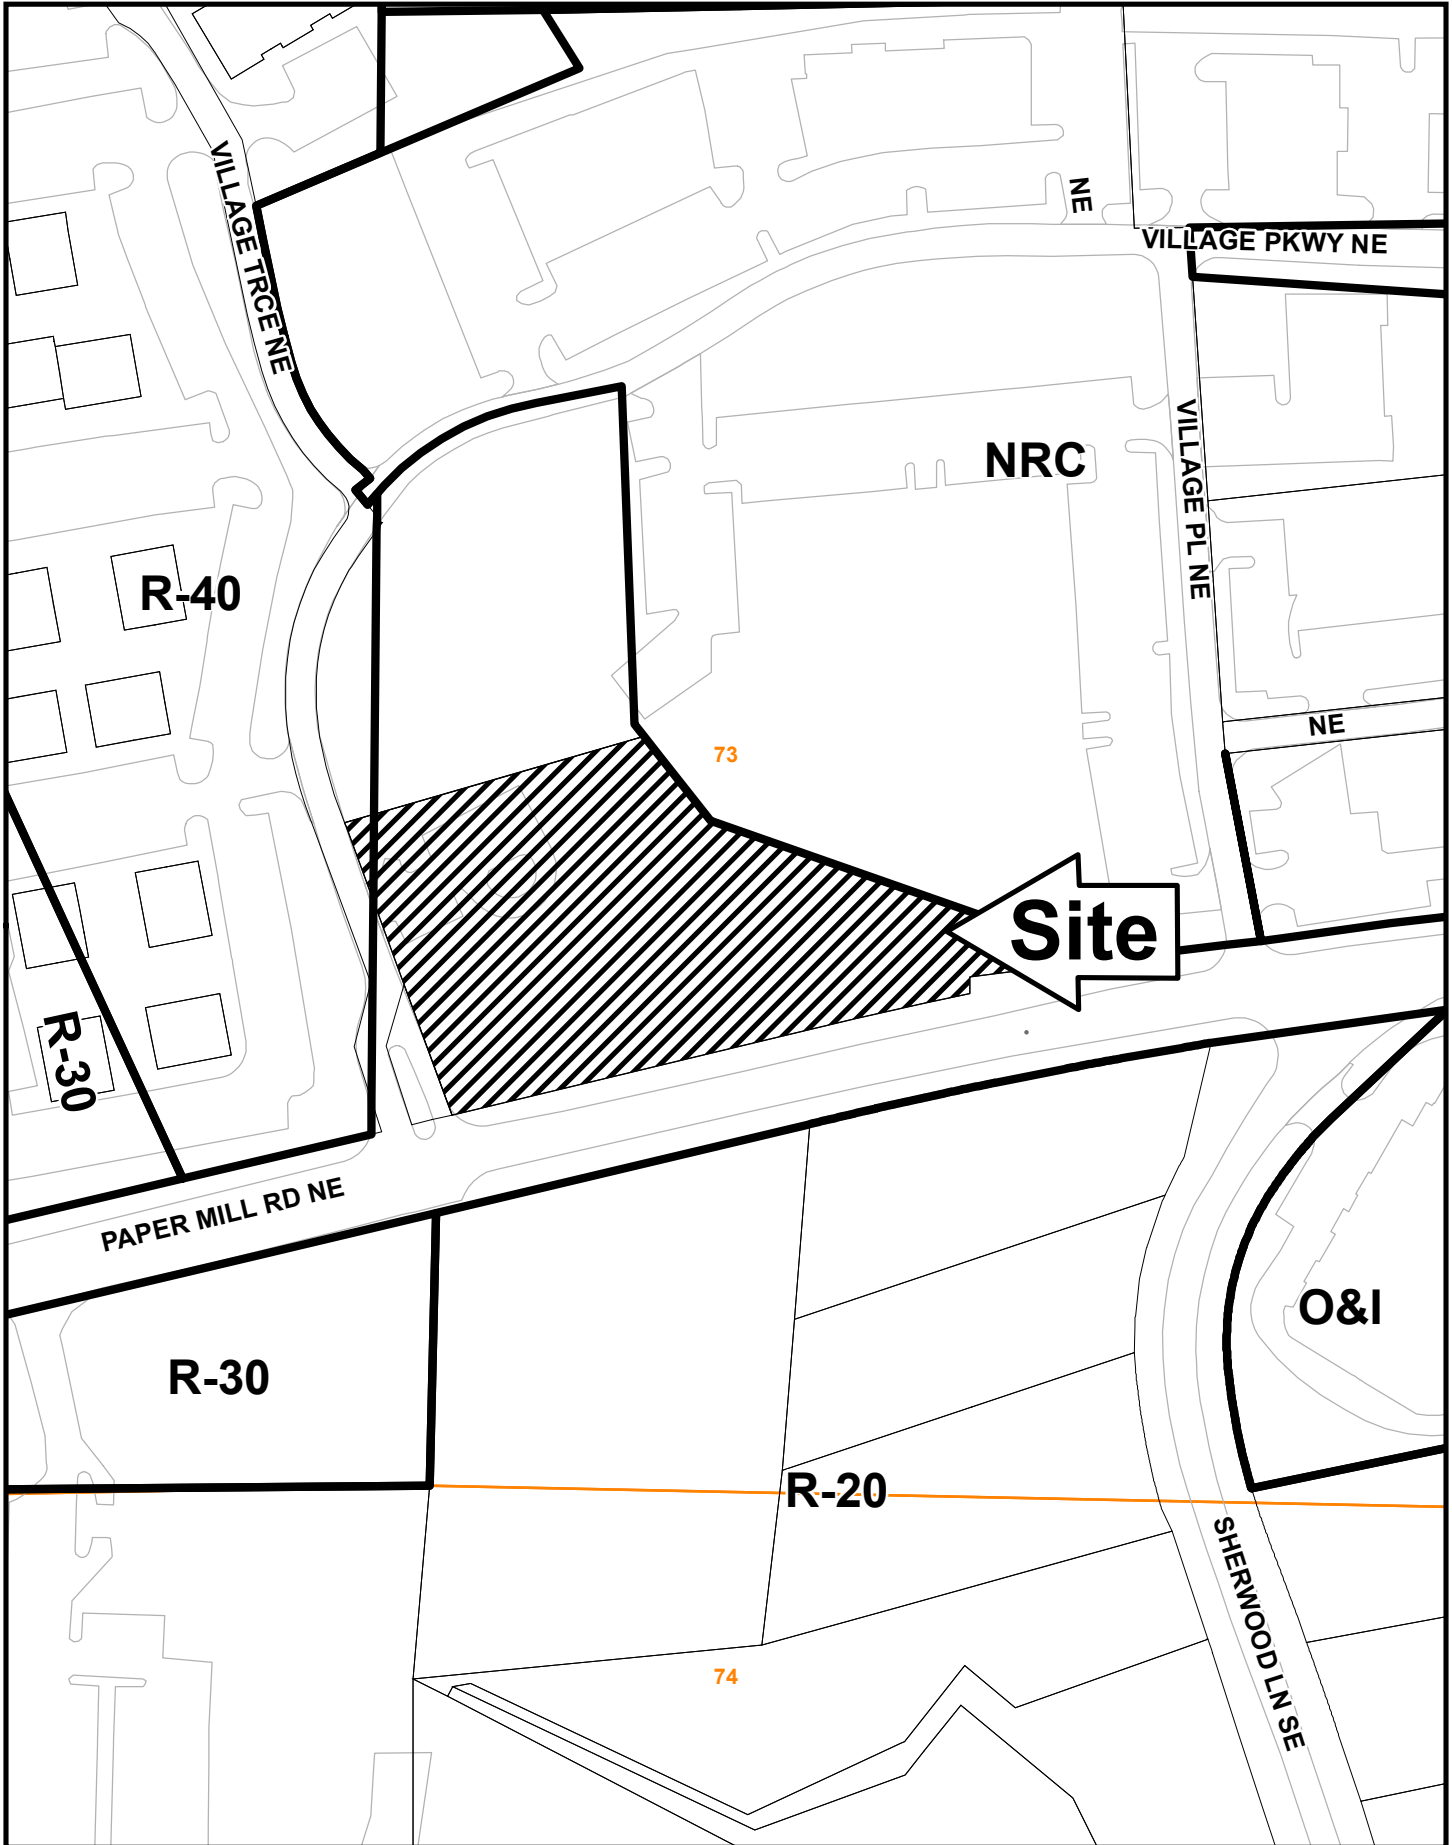 VILLAGE TRCE NE
NE
VILLAGE PKWY NE
NRC
VILLAGE PL NE
R-40
NE
73
Site
R-30
PAPER MILL RD NE
O&I
R-30
R-20
SHERWOOD LN SE
74